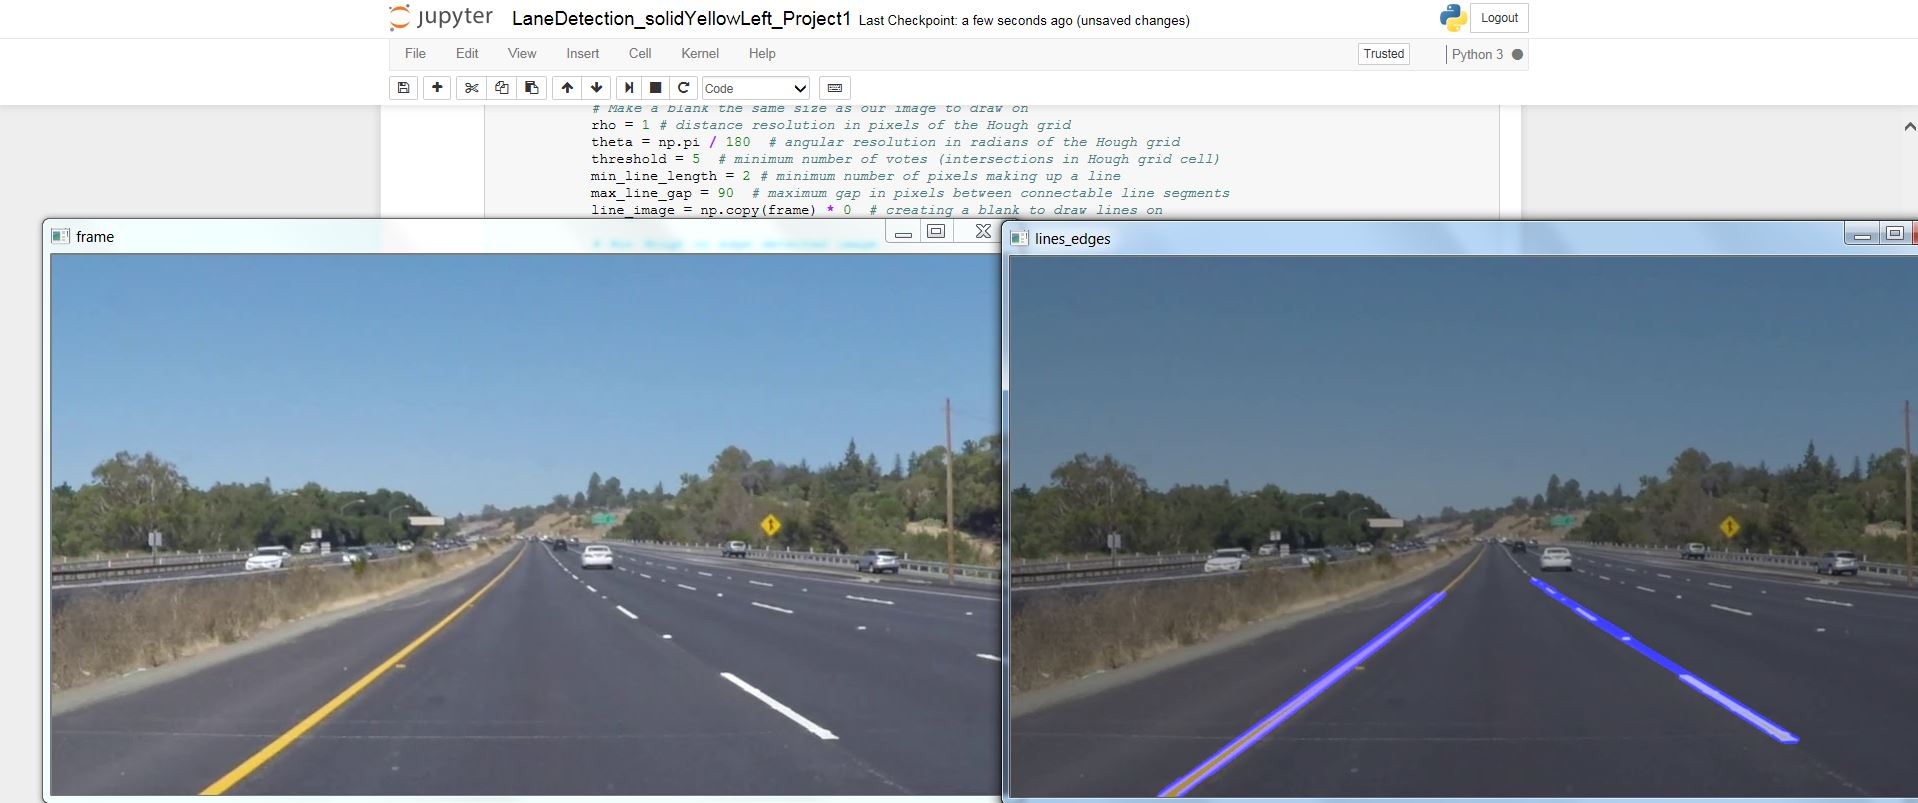 jupyter LaneDetection_solidYellowLeft_Project1 Last Checkpoint: a few seconds ago (unsaved changes) Logout
File Edit View Insert Cell Kernel Help Trusted Python 3
Code
# Make a blank the same size as our image to draw on
rho = 1 # distance resolution in pixels of the Hough grid
theta = np.pi / 180  # angular resolution in radians of the Hough grid
threshold = 5  # minimum number of votes (intersections in Hough grid cell)
min_line_length = 2 # minimum number of pixels making up a line
max_line_gap = 90  # maximum gap in pixels between connectable line segments
line_image = np.copy(frame) * 0  # creating a blank to draw lines on
frame
lines_edges